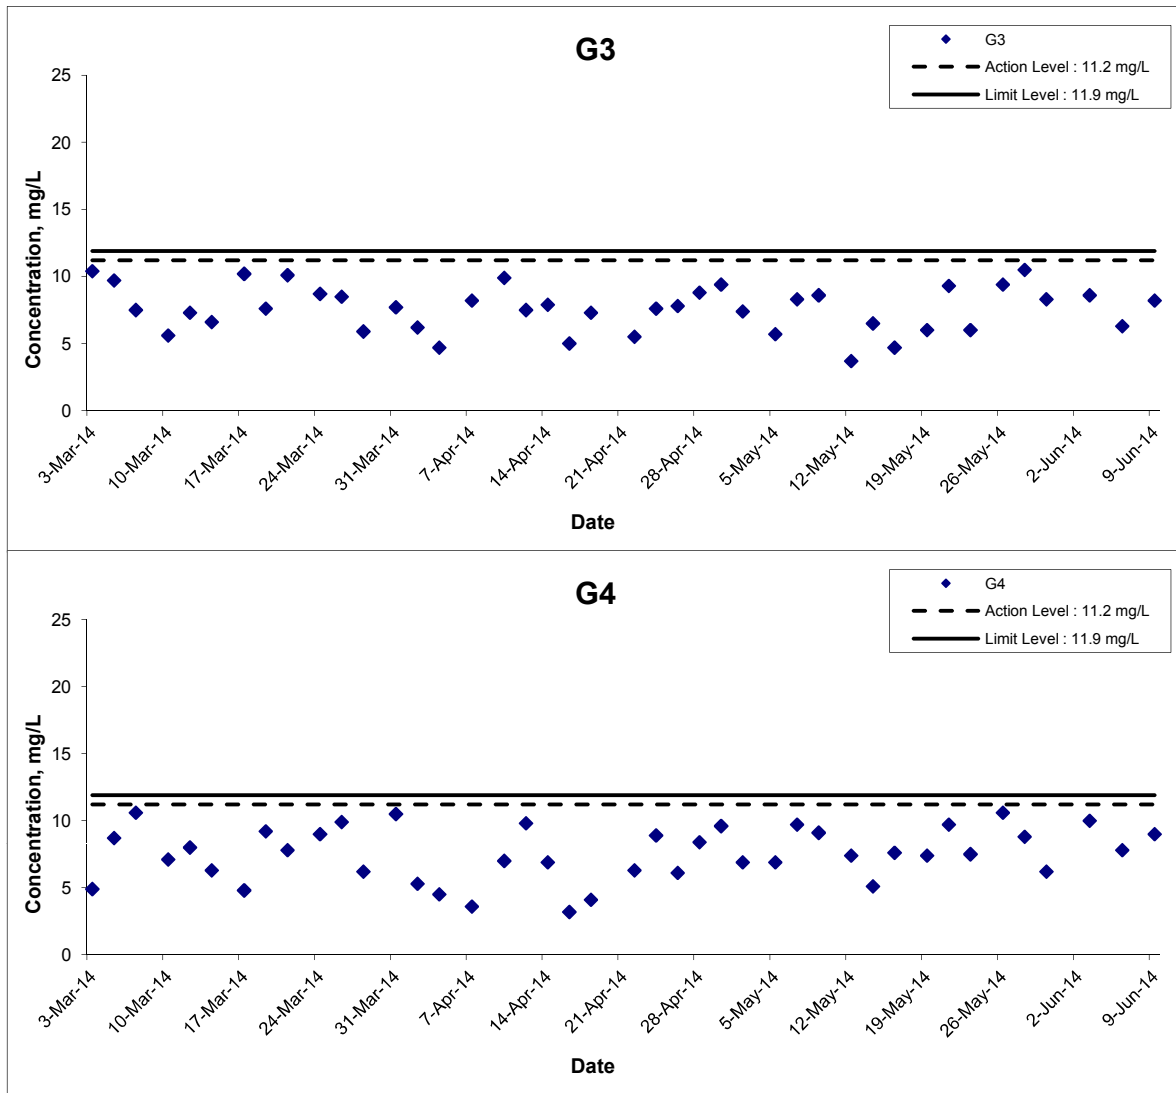 G3
G3
Action Level : 11.2 mg/L
Limit Level : 11.9 mg/L
25
20
15
10
5
0
Concentration, mg/L
3-Mar-14
10-Mar-14
17-Mar-14
24-Mar-14
31-Mar-14
7-Apr-14
14-Apr-14
21-Apr-14
28-Apr-14
5-May-14
12-May-14
19-May-14
26-May-14
2-Jun-14
9-Jun-14
Date
G4
G4
Action Level : 11.2 mg/L
Limit Level : 11.9 mg/L
25
20
15
10
5
0
Concentration, mg/L
3-Mar-14
10-Mar-14
17-Mar-14
24-Mar-14
31-Mar-14
7-Apr-14
14-Apr-14
21-Apr-14
28-Apr-14
5-May-14
12-May-14
19-May-14
26-May-14
2-Jun-14
9-Jun-14
Date